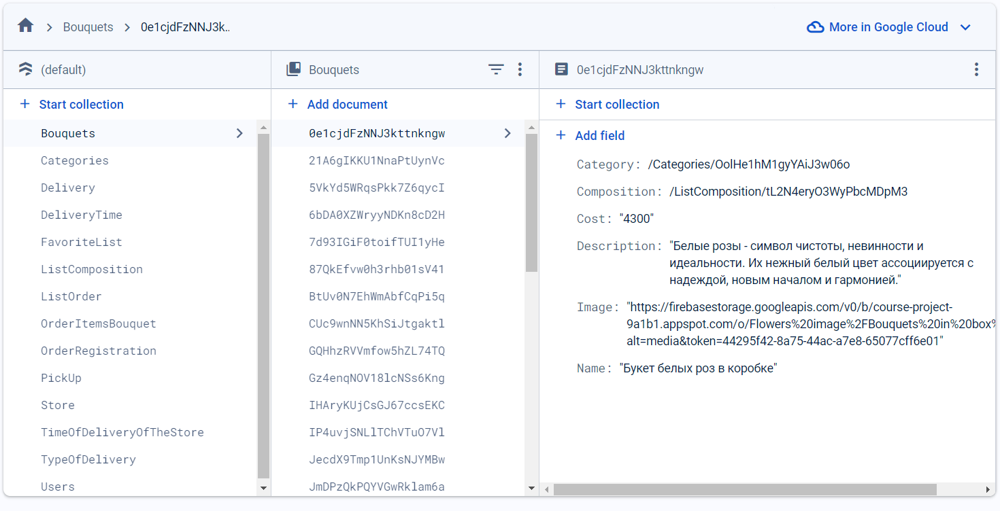 Bouquets
0e1cjdFzNNJ3k..
More in Google Cloud
(default)
Bouquets
0e1cjdFzNNJ3kttnkngw
Start collection
Add document
Start collection
Bouquets
Categories
Delivery
DeliveryTime
FavoriteList
ListComposition
ListOrder
OrderItemsBouquet
OrderRegistration
PickUp
Store
TimeOfDeliveryOfTheStore
TypeOfDelivery
Users
0e1cjdFzNNJ3kttnkngw
21A6gIKKU1NnaPtUynVc
5VkYd5WRqsPkk7Z6qycI
6bDA0XZWryyNDKn8cD2H
7d93IGiF0toifTUI1yHe
87QkEfvw0h3rhb01sV41
BtUv0N7EhWmAbfCqPi5q
CUc9wnNN5KhSiJtgaktl
GQHhzRVVmfow5hZL74TQ
Gz4enqNOV18lcNSs6Kng
IHAryKUjCsGJ67ccsEKC
IP4uvjSNLlTChVTuO7Vl
JecdX9Tmp1UnKsNJYMBw
JmDPzQkPQYVGwRklam6a
Add field
Category: /Categories/OolHe1hM1gyYAiJ3w06o
Composition: /ListComposition/tL2N4eryO3WyPbcMDpM3
Cost: "4300"
Description: "Белые розы - символ чистоты, невинности и
идеальности. Их нежный белый цвет ассоциируется с
надеждой, новым началом и гармонией."
Image: "https://firebasestorage.googleapis.com/v0/b/course-project-
9a1b1.appspot.com/o/Flowers%20image%2FBouquets%20in%20box%
alt=media&token=44295f42-8a75-44ac-a7e8-65077cff6e01"
Name: "Букет белых роз в коробке"